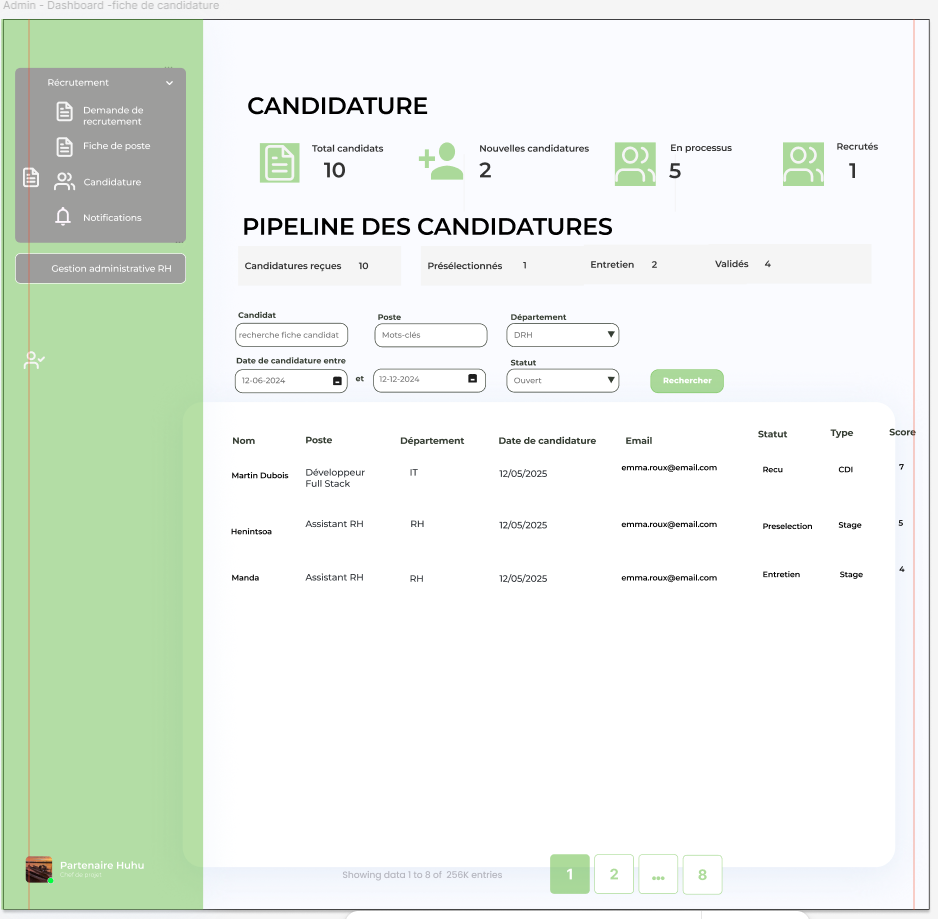 Admin - Dashboard -fiche de candidature
Récrutement
Demande de
recrutement
Fiche de poste
Candidature
Notifications
Gestion administrative RH
CANDIDATURE
Total candidats
10
Nouvelles candidatures
2
En processus
5
Recrutés
1
PIPELINE DES CANDIDATURES
Candidatures reçues 10
Présélectionnés 1
Entretien 2
Validés 4
Candidat Poste Département
recherche fiche candidat Mots-clés DRH
Date de candidature entre Statut
12-06-2024 et 12-12-2024 Ouvert Rechercher
Nom Poste Département Date de candidature Email Statut Type Score
Martin Dubois Développeur IT 12/05/2025 emma.roux@email.com Recu CDI 7
Full Stack
Henintsoa Assistant RH RH 12/05/2025 emma.roux@email.com Preselection Stage 5
Manda Assistant RH RH 12/05/2025 emma.roux@email.com Entretien Stage 4
Partenaire Huhu
Chef de projet
Showing data 1 to 8 of 256K entries
1 2 ... 8